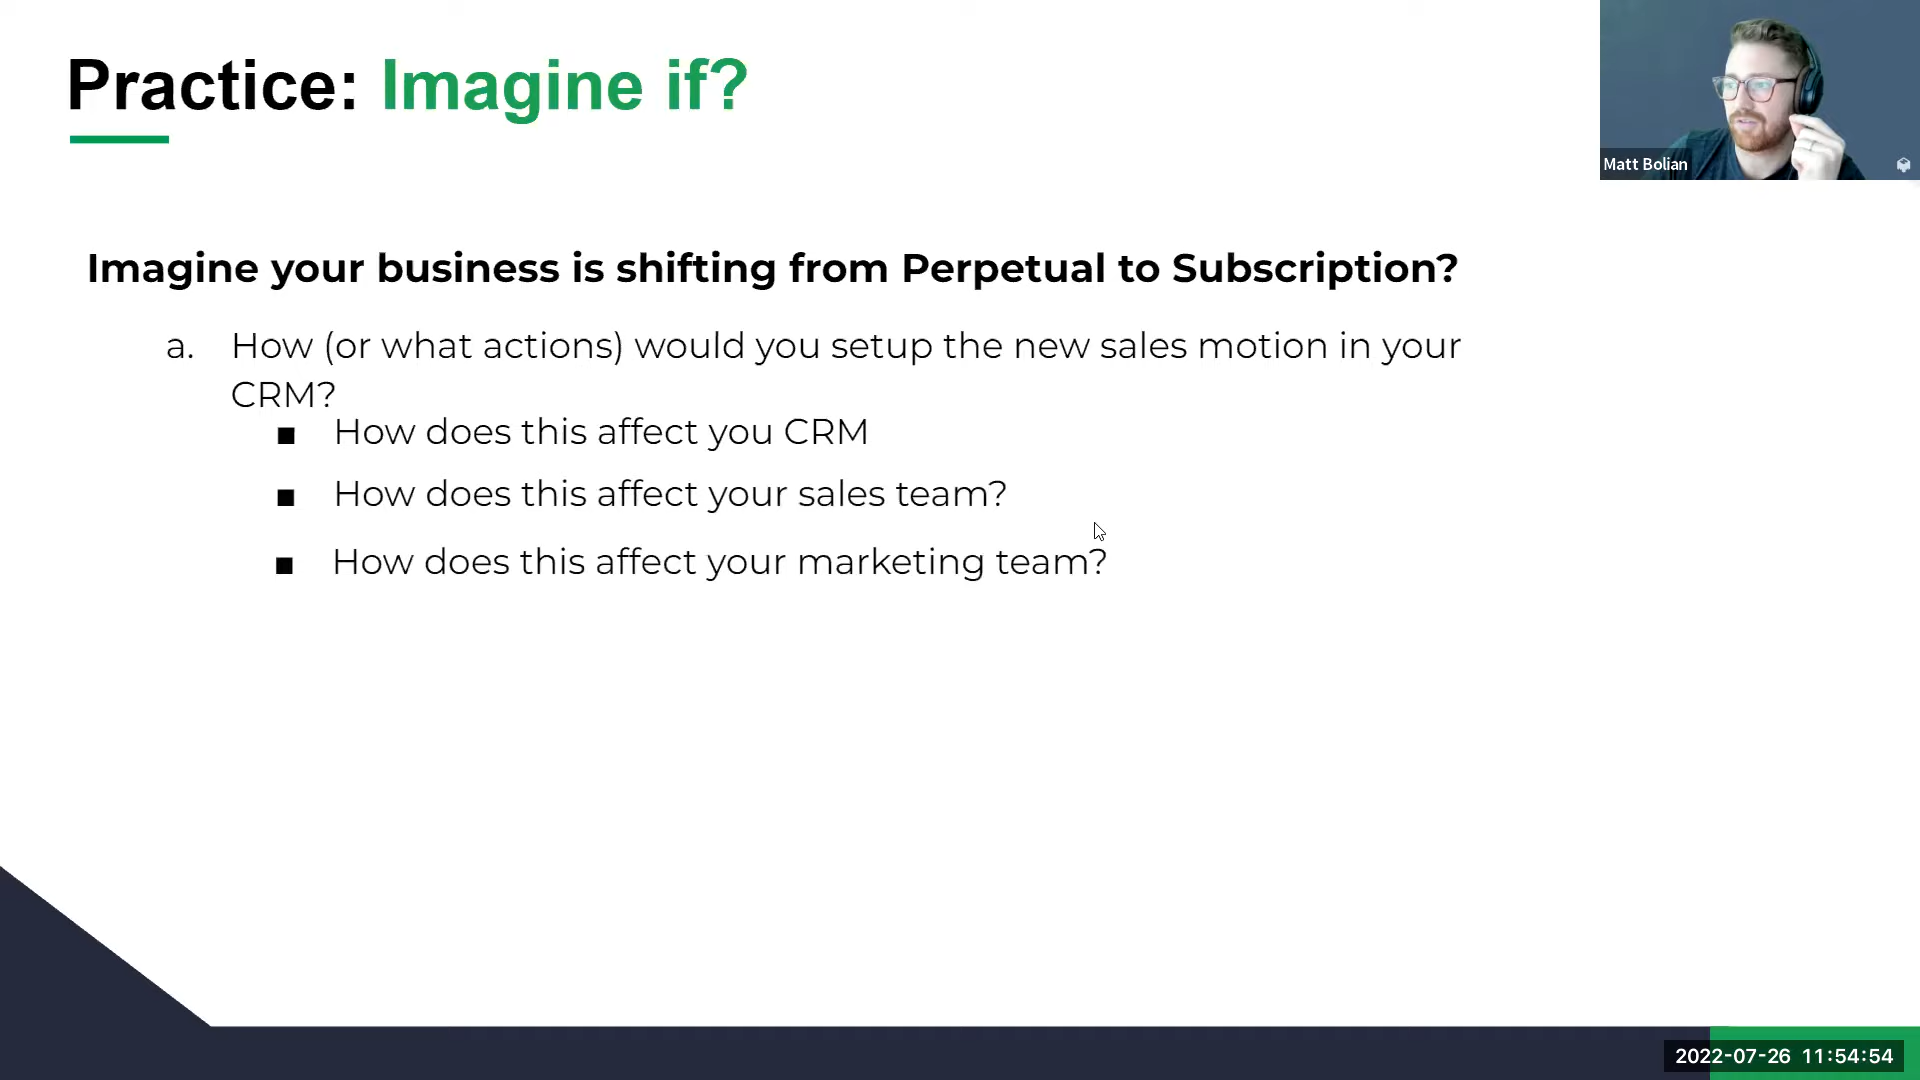 Practice: Imagine if?
Matt Bolian
Imagine your business is shifting from Perpetual to Subscription?
a. How (or what actions) would you setup the new sales motion in your
CRM?
■ How does this affect you CRM
■ How does this affect your sales team?
■ How does this affect your marketing team?
2022-07-26 11:54:54